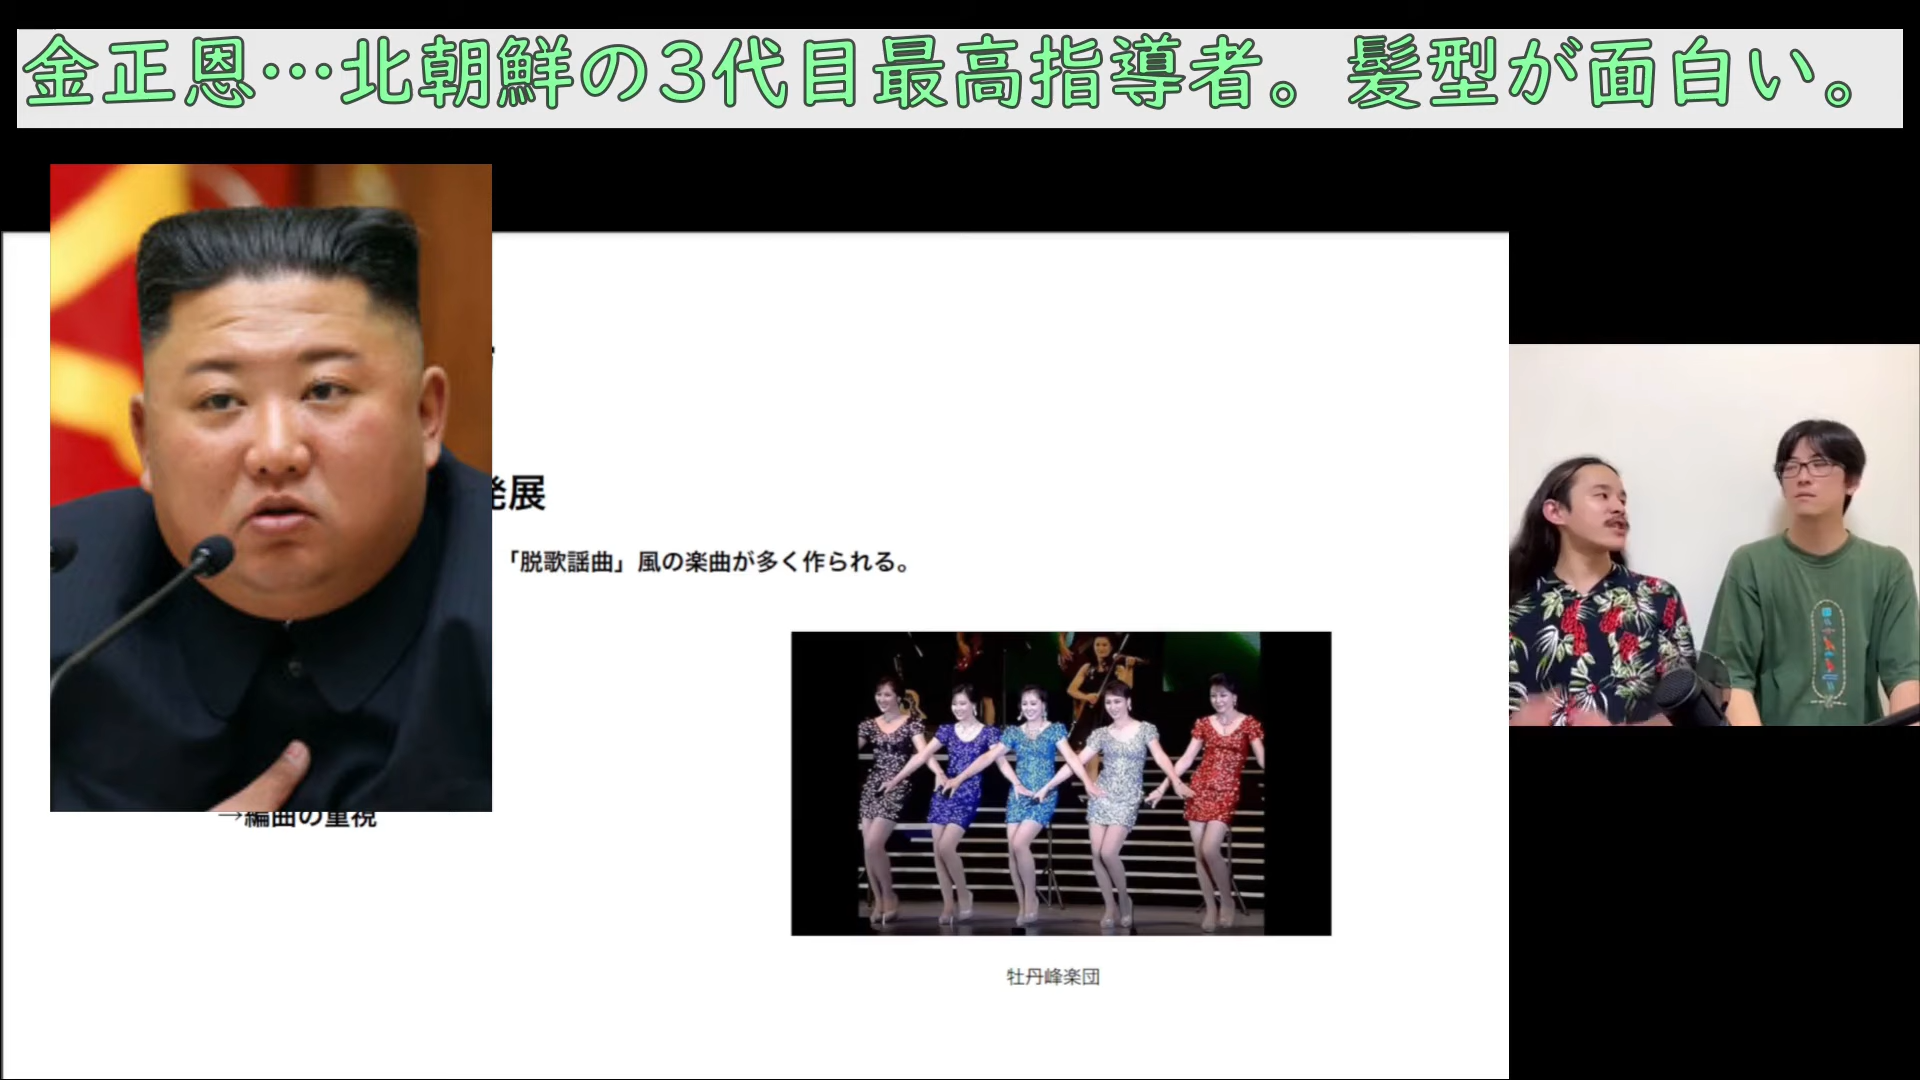 金正恩…北朝鮮の3代目最高指導者。髪型が面白い。
発展
「脱歌謡曲」風の楽曲が多く作られる。
→編曲の重視
牡丹峰楽団